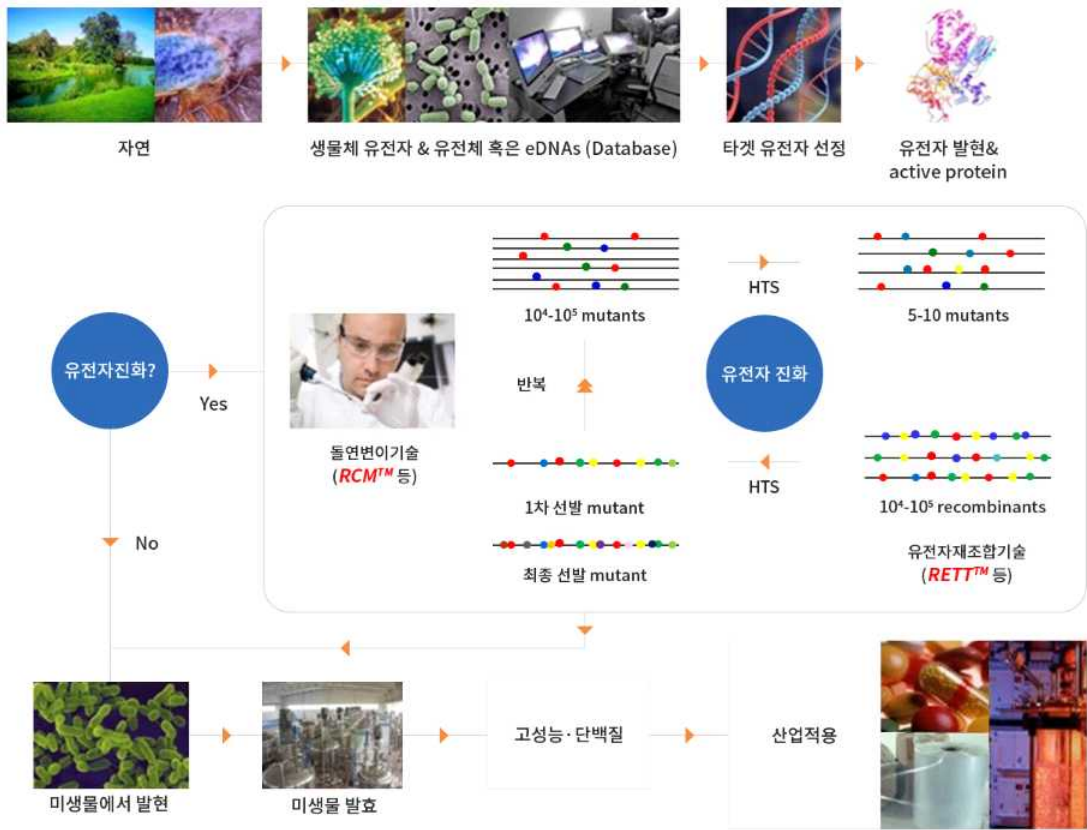 자연
생물체 유전자 & 유전체 혹은 eDNAs (Database)
타겟 유전자 선정
유전자 발현&
active protein
유전자진화?
Yes
No
돌연변이기술
(RCM™ 등)
10⁴-10⁵ mutants
HTS
5-10 mutants
반복
유전자 진화
1차 선발 mutant
HTS
10⁴-10⁵ recombinants
최종 선발 mutant
유전자재조합기술
(RETT™ 등)
미생물에서 발현
미생물 발효
고성능·단백질
산업적용